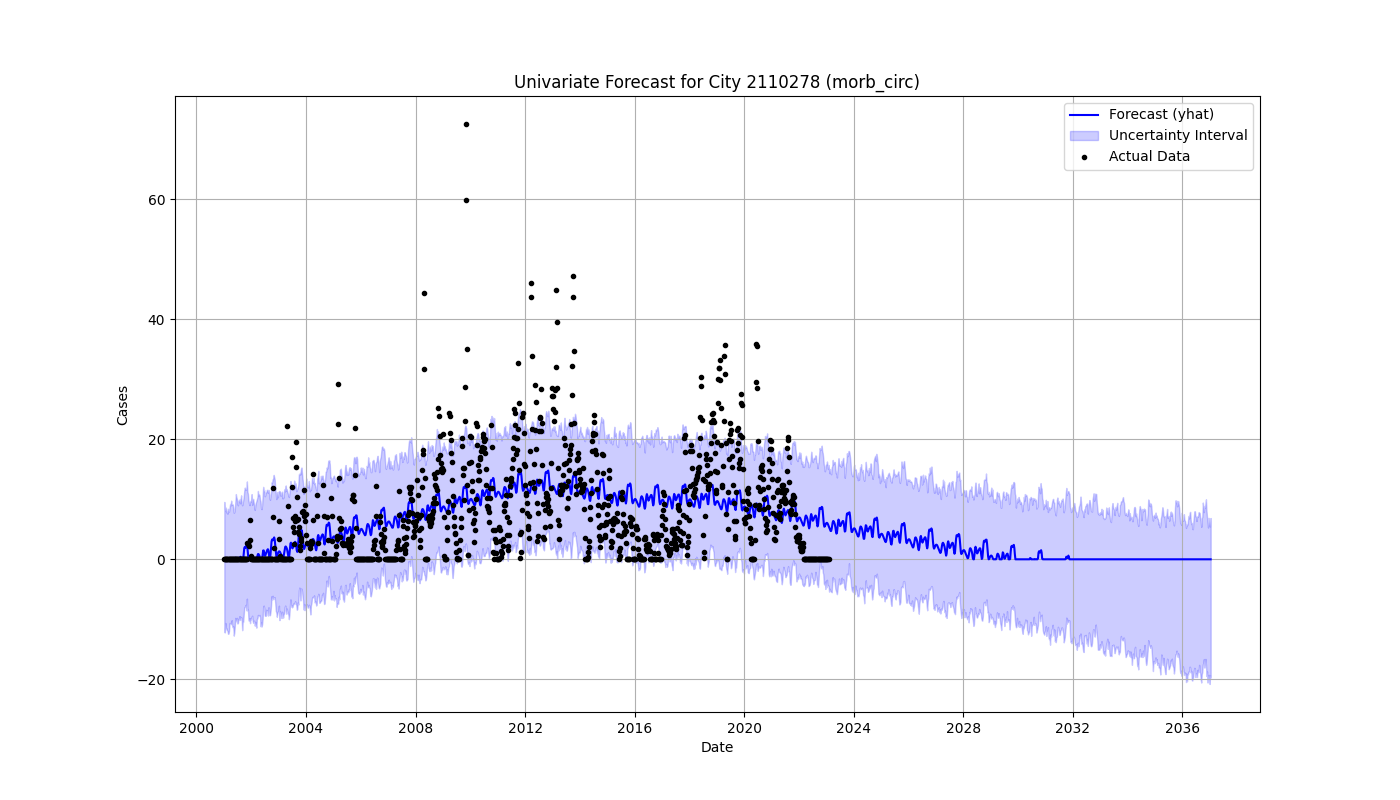 Univariate Forecast for City 2110278 (morb_circ)
Forecast (yhat)
Uncertainty Interval
Actual Data
Cases
60
40
20
0
−20
2000 2004 2008 2012 2016 2020 2024 2028 2032 2036
Date